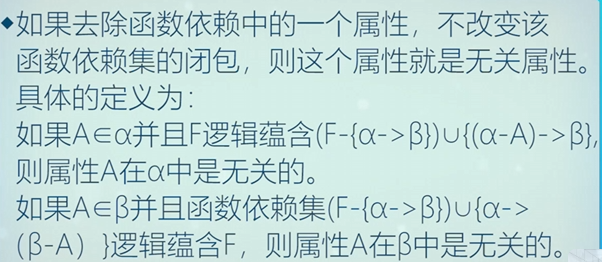 ◆如果去除函数依赖中的一个属性，不改变该
函数依赖集的闭包，则这个属性就是无关属性。
具体的定义为：
如果A∈α并且F逻辑蕴含(F-{α->β})∪{(α-A)->β},
则属性A在α中是无关的。
如果A∈β并且函数依赖集(F-{α->β})∪{α->
(β-A）}逻辑蕴含F，则属性A在β中是无关的。